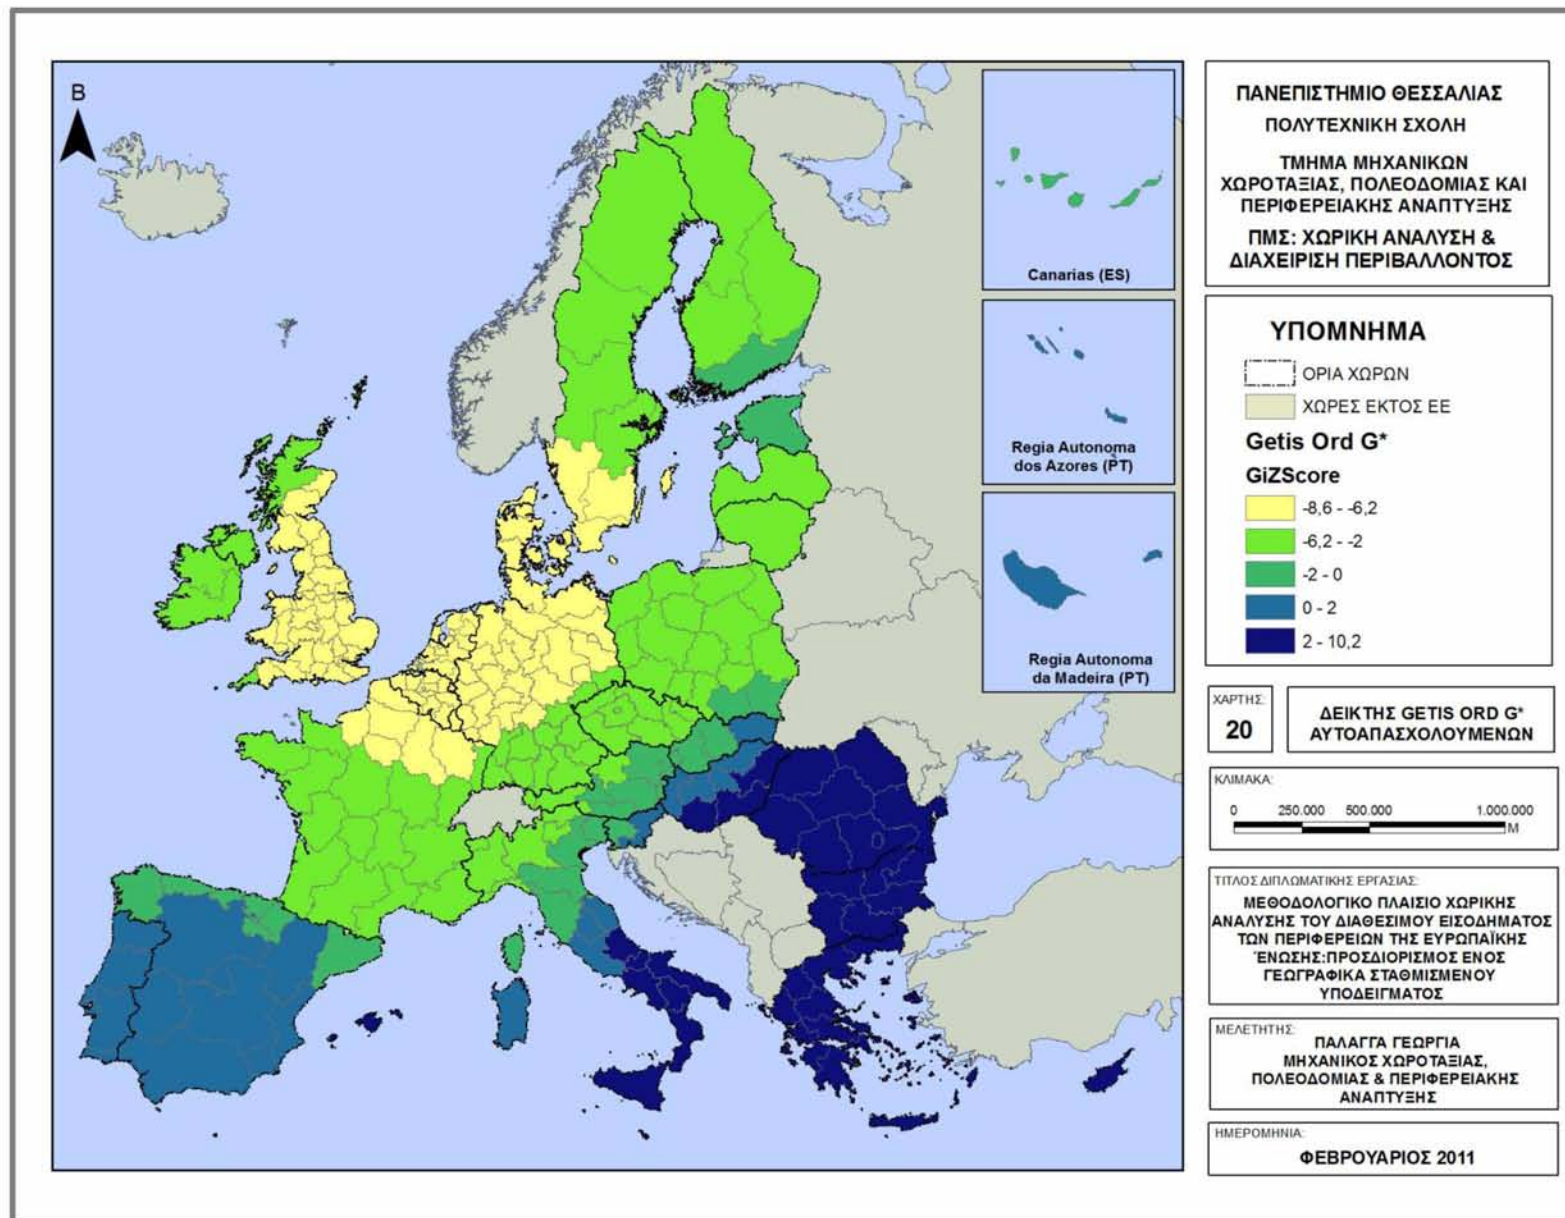 B
Canarias (ES)
Regia Autonoma
dos Azores (PT)
Regia Autonoma
da Madeira (PT)
ΠΑΝΕΠΙΣΤΗΜΙΟ ΘΕΣΣΑΛΙΑΣ
ΠΟΛΥΤΕΧΝΙΚΗ ΣΧΟΛΗ
ΤΜΗΜΑ ΜΗΧΑΝΙΚΩΝ
ΧΩΡΟΤΑΞΙΑΣ, ΠΟΛΕΟΔΟΜΙΑΣ ΚΑΙ
ΠΕΡΙΦΕΡΕΙΑΚΗΣ ΑΝΑΠΤΥΞΗΣ
ΠΜΣ: ΧΩΡΙΚΗ ΑΝΑΛΥΣΗ &
ΔΙΑΧΕΙΡΙΣΗ ΠΕΡΙΒΑΛΛΟΝΤΟΣ
ΥΠΟΜΝΗΜΑ
ΟΡΙΑ ΧΩΡΩΝ
ΧΩΡΕΣ ΕΚΤΟΣ ΕΕ
Getis Ord G*
GiZScore
-8,6 - -6,2
-6,2 - -2
-2 - 0
0 - 2
2 - 10,2
ΧΑΡΤΗΣ:
20
ΔΕΙΚΤΗΣ GETIS ORD G*
ΑΥΤΟΑΠΑΣΧΟΛΟΥΜΕΝΩΝ
ΚΛΙΜΑΚΑ:
0 250.000 500.000 1.000.000
M
ΤΙΤΛΟΣ ΔΙΠΛΩΜΑΤΙΚΗΣ ΕΡΓΑΣΙΑΣ:
ΜΕΘΟΔΟΛΟΓΙΚΟ ΠΛΑΙΣΙΟ ΧΩΡΙΚΗΣ
ΑΝΑΛΥΣΗΣ ΤΟΥ ΔΙΑΘΕΣΙΜΟΥ ΕΙΣΟΔΗΜΑΤΟΣ
ΤΩΝ ΠΕΡΙΦΕΡΕΙΩΝ ΤΗΣ ΕΥΡΩΠΑΪΚΗΣ
ΈΝΩΣΗΣ:ΠΡΟΣΔΙΟΡΙΣΜΟΣ ΕΝΟΣ
ΓΕΩΓΡΑΦΙΚΑ ΣΤΑΘΜΙΣΜΕΝΟΥ
ΥΠΟΔΕΙΓΜΑΤΟΣ
ΜΕΛΕΤΗΤΗΣ:
ΠΑΛΑΓΓΑ ΓΕΩΡΓΙΑ
ΜΗΧΑΝΙΚΟΣ ΧΩΡΟΤΑΞΙΑΣ,
ΠΟΛΕΟΔΟΜΙΑΣ & ΠΕΡΙΦΕΡΕΙΑΚΗΣ
ΑΝΑΠΤΥΞΗΣ
ΗΜΕΡΟΜΗΝΙΑ:
ΦΕΒΡΟΥΑΡΙΟΣ 2011